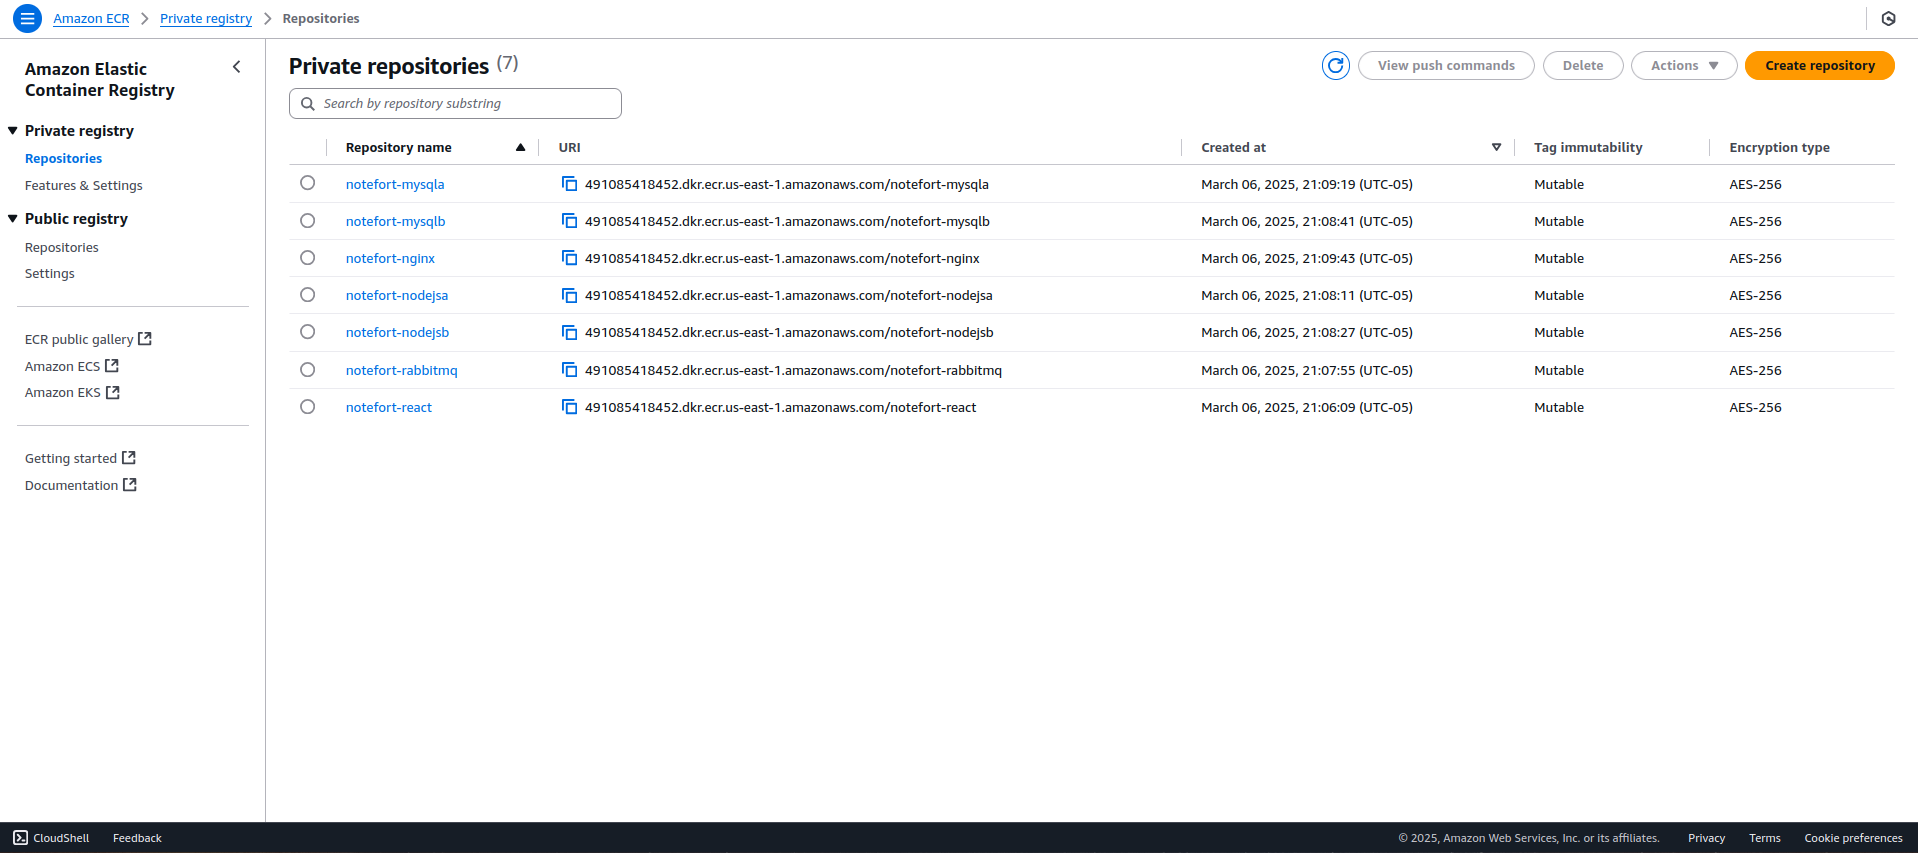 Amazon ECR > Private registry > Repositories
Amazon Elastic
Container Registry
Private registry
Repositories
Features & Settings
Public registry
Repositories
Settings
ECR public gallery
Amazon ECS
Amazon EKS
Getting started
Documentation
Private repositories (7)
View push commands Delete Actions Create repository
Search by repository substring
Repository name URI Created at Tag immutability Encryption type
notefort-mysqla 491085418452.dkr.ecr.us-east-1.amazonaws.com/notefort-mysqla March 06, 2025, 21:09:19 (UTC-05) Mutable AES-256
notefort-mysqlb 491085418452.dkr.ecr.us-east-1.amazonaws.com/notefort-mysqlb March 06, 2025, 21:08:41 (UTC-05) Mutable AES-256
notefort-nginx 491085418452.dkr.ecr.us-east-1.amazonaws.com/notefort-nginx March 06, 2025, 21:09:43 (UTC-05) Mutable AES-256
notefort-nodejsa 491085418452.dkr.ecr.us-east-1.amazonaws.com/notefort-nodejsa March 06, 2025, 21:08:11 (UTC-05) Mutable AES-256
notefort-nodejsb 491085418452.dkr.ecr.us-east-1.amazonaws.com/notefort-nodejsb March 06, 2025, 21:08:27 (UTC-05) Mutable AES-256
notefort-rabbitmq 491085418452.dkr.ecr.us-east-1.amazonaws.com/notefort-rabbitmq March 06, 2025, 21:07:55 (UTC-05) Mutable AES-256
notefort-react 491085418452.dkr.ecr.us-east-1.amazonaws.com/notefort-react March 06, 2025, 21:06:09 (UTC-05) Mutable AES-256
CloudShell Feedback © 2025, Amazon Web Services, Inc. or its affiliates. Privacy Terms Cookie preferences